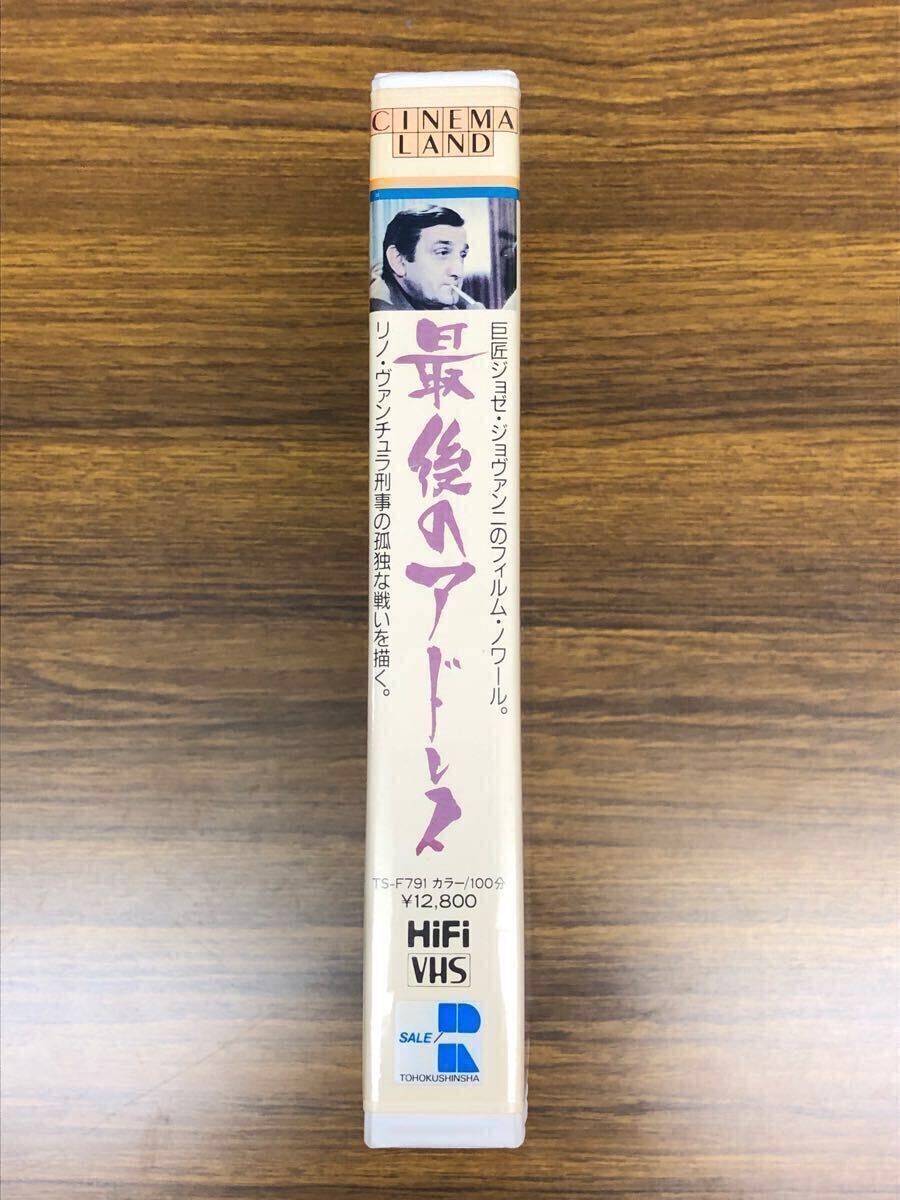 CINEMA
LAND
巨匠ジョゼ・ジョヴァンニのフィルム・ノワール。
最後のアドレス
リノ・ヴァンチュラ刑事の孤独な戦いを描く。
TS-F791 カラー/100分
¥12,800
HiFi
VHS
SALE/
TOHOKUSHINSHA